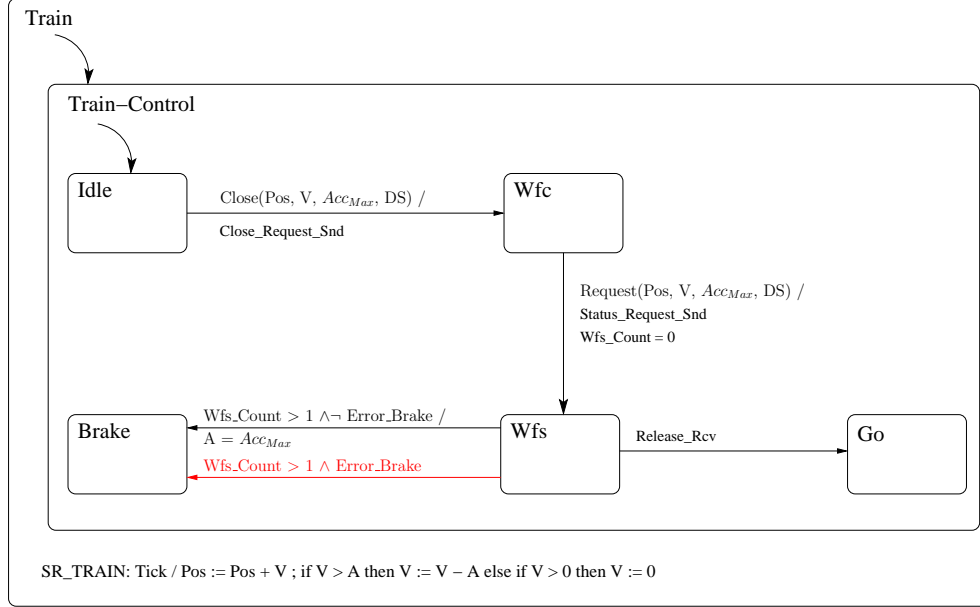 Train
Train–Control
Idle
Close(Pos, V, Acc_Max, DS) /
Close_Request_Snd
Wfc
Request(Pos, V, Acc_Max, DS) /
Status_Request_Snd
Wfs_Count = 0
Brake
Wfs_Count > 1 ∧¬ Error_Brake /
A = Acc_Max
Wfs_Count > 1 ∧ Error_Brake
Wfs
Release_Rcv
Go
SR_TRAIN: Tick / Pos := Pos + V ; if V > A then V := V − A else if V > 0 then V := 0